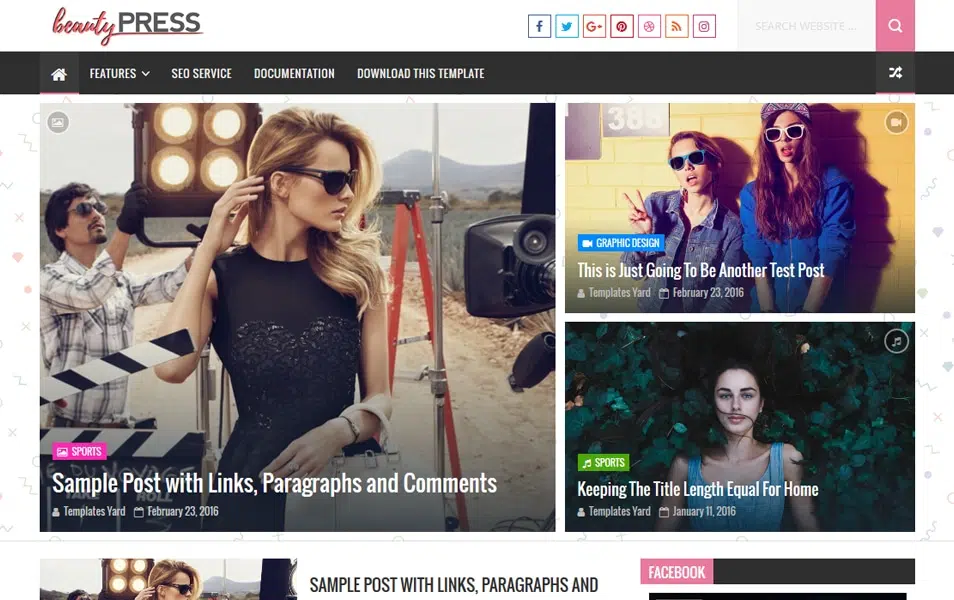 beautyPRESS
SEARCH WEBSITE ...
FEATURES
SEO SERVICE
DOCUMENTATION
DOWNLOAD THIS TEMPLATE
388
GRAPHIC DESIGN
This is Just Going To Be Another Test Post
Templates Yard February 23, 2016
SPORTS
Sample Post with Links, Paragraphs and Comments
Templates Yard February 23, 2016
TAKE ROLL
SPORTS
Keeping The Title Length Equal For Home
Templates Yard January 11, 2016
SAMPLE POST WITH LINKS, PARAGRAPHS AND
FACEBOOK